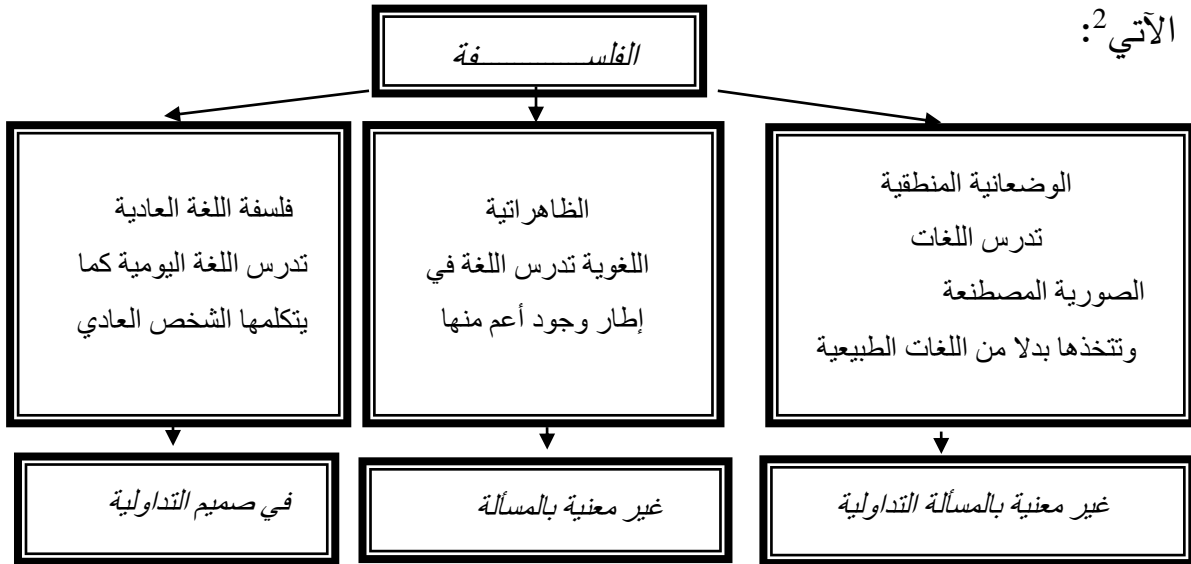 الآتي2:
الفلســــــــــــفة
الوضعانية المنطقية
تدرس اللغات
الصورية المصطنعة
وتتخذها بدلا من اللغات الطبيعية
الظاهراتية
اللغوية تدرس اللغة في
إطار وجود أعم منها
فلسفة اللغة العادية
تدرس اللغة اليومية كما
يتكلمها الشخص العادي
غير معنية بالمسألة التداولية
غير معنية بالمسألة
في صميم التداولية